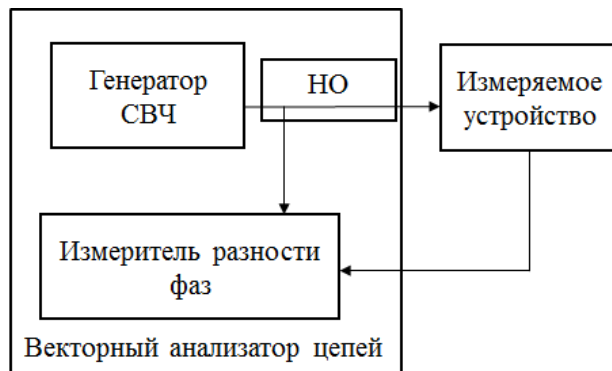 Генератор
СВЧ
НО
Измеряемое
устройство
Измеритель разности
фаз
Векторный анализатор цепей